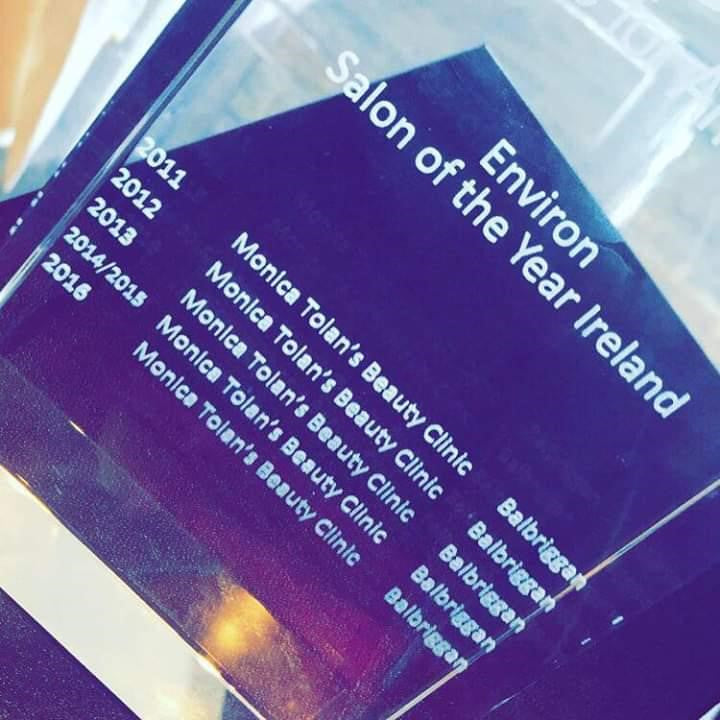 Environ
Salon of the Year Ireland
2011 Monica Tolan's Beauty Clinic Balbriggan
2012 Monica Tolan's Beauty Clinic Balbriggan
2013 Monica Tolan's Beauty Clinic Balbriggan
2014/2015 Monica Tolan's Beauty Clinic Balbriggan
2016 Monica Tolan's Beauty Clinic Balbriggan